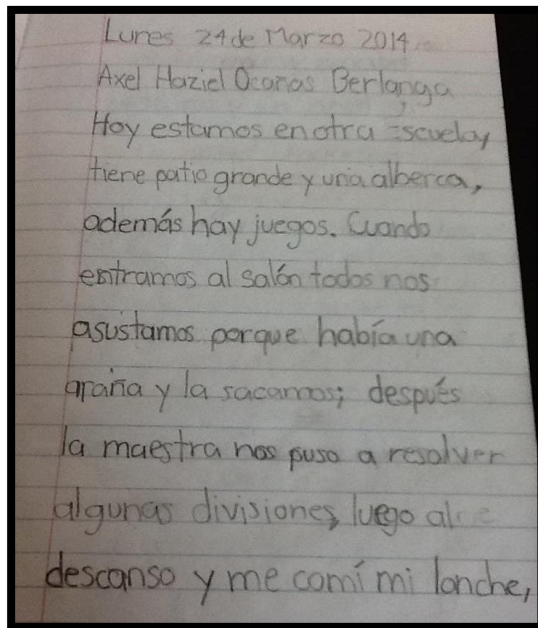 Lunes 24 de Marzo 2014
Axel Haziel Ocanas Berlanga
Hoy estamos en otra escuela y
tiene patio grande y una alberca,
además hay juegos. Cuando
entramos al salón todos nos
asustamos porque había una
araña y la sacamos; después
la maestra nos puso a resolver
algunas divisiones, luego al
descanso y me comí mi lonche,